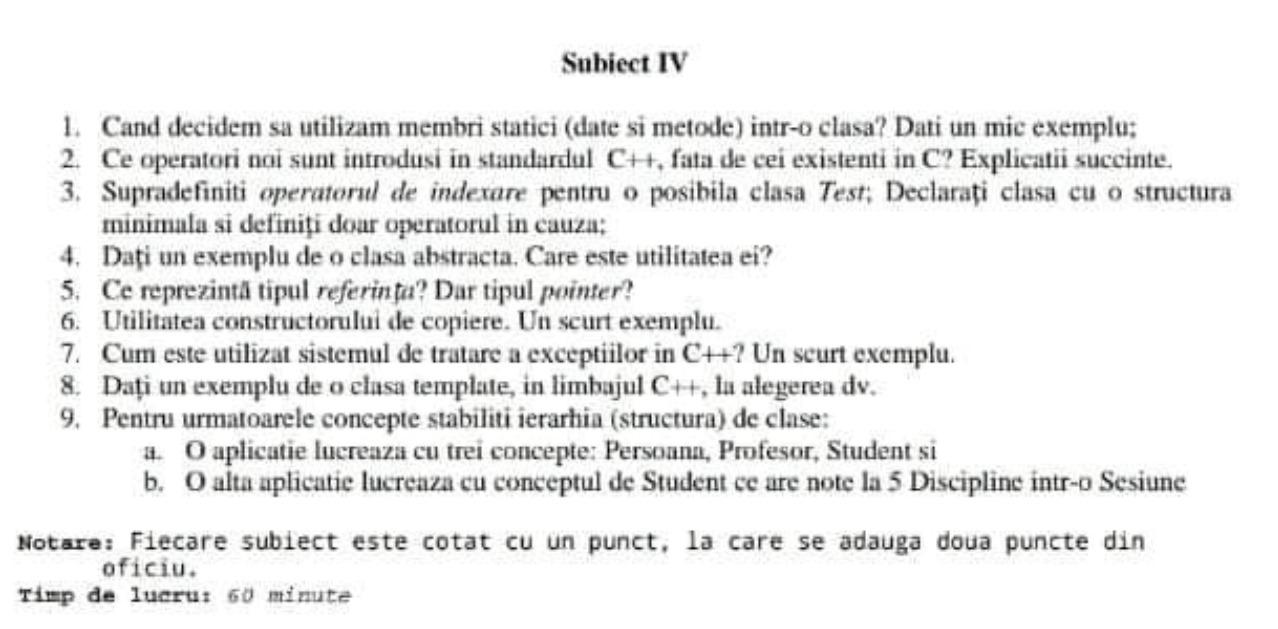 Subiect IV
1. Cand decidem sa utilizam membri statici (date si metode) intr-o clasa? Dati un mic exemplu;
2. Ce operatori noi sunt introdusi in standardul C++, fata de cei existenti in C? Explicatii succinte.
3. Supradefiniti operatorul de indexare pentru o posibila clasa Test; Declarați clasa cu o structura
minimala si definiți doar operatorul in cauza;
4. Dați un exemplu de o clasa abstracta. Care este utilitatea ei?
5. Ce reprezintă tipul referința? Dar tipul pointer?
6. Utilitatea constructorului de copiere. Un scurt exemplu.
7. Cum este utilizat sistemul de tratare a exceptiilor in C++? Un scurt exemplu.
8. Dați un exemplu de o clasa template, in limbajul C++, la alegerea dv.
9. Pentru urmatoarele concepte stabiliti ierarhia (structura) de clase:
a. O aplicatie lucreaza cu trei concepte: Persoana, Profesor, Student si
b. O alta aplicatie lucreaza cu conceptul de Student ce are note la 5 Discipline intr-o Sesiune
Notare: Fiecare subiect este cotat cu un punct, la care se adauga doua puncte din
oficiu.
Timp de lucru: 60 minute